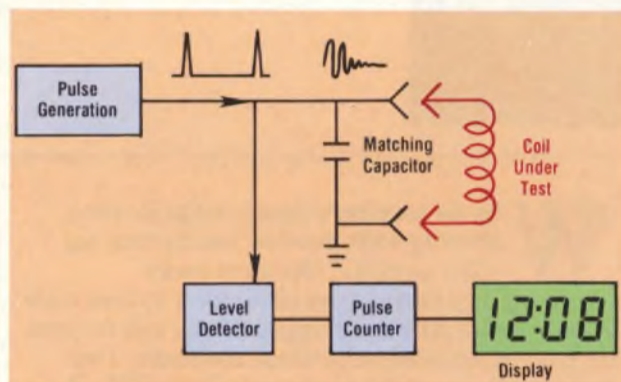 Pulse
Generation
Matching
Capacitor
Coil
Under
Test
Level
Detector
Pulse
Counter
12:08
Display